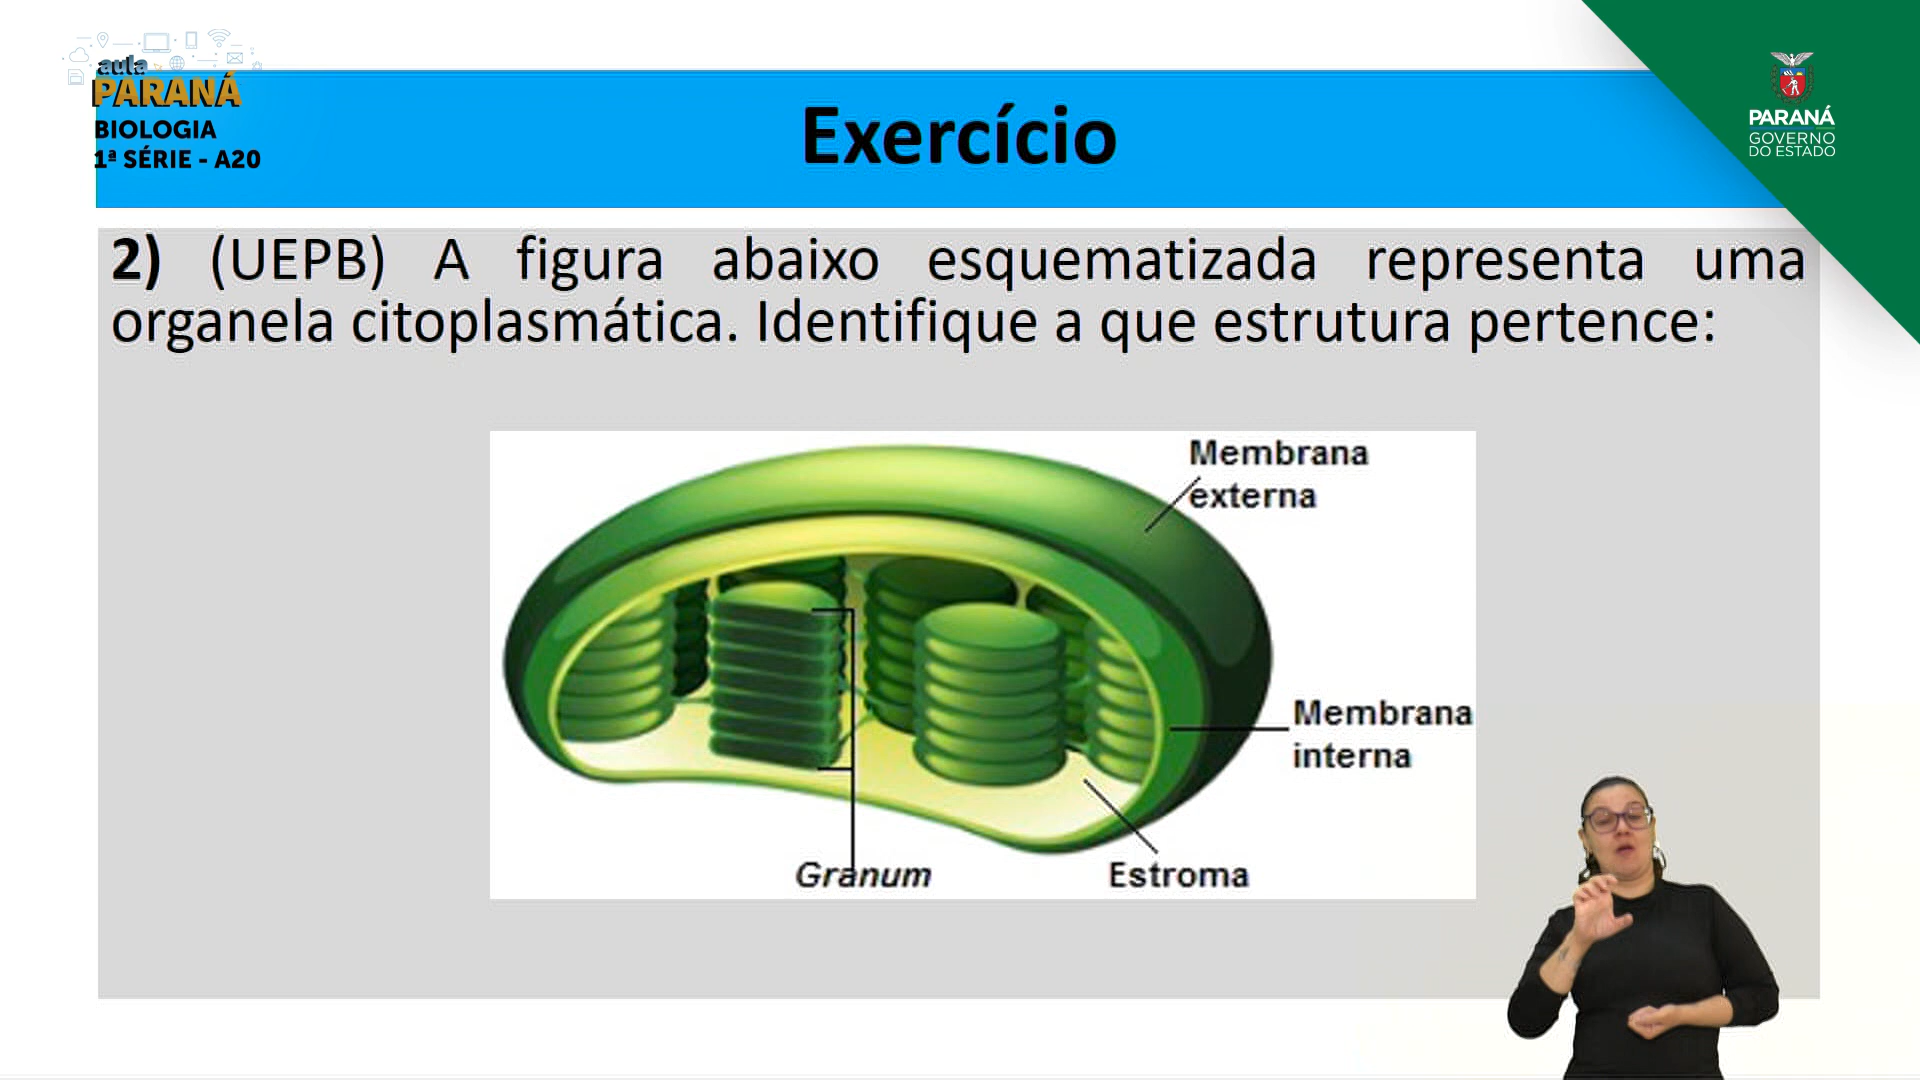 aula
PARANÁ
BIOLOGIA
1ª SÉRIE - A20
Exercício
PARANÁ
GOVERNO
DO ESTADO
2) (UEPB) A figura abaixo esquematizada representa uma
organela citoplasmática. Identifique a que estrutura pertence:
Membrana
externa
Membrana
interna
Granum
Estroma